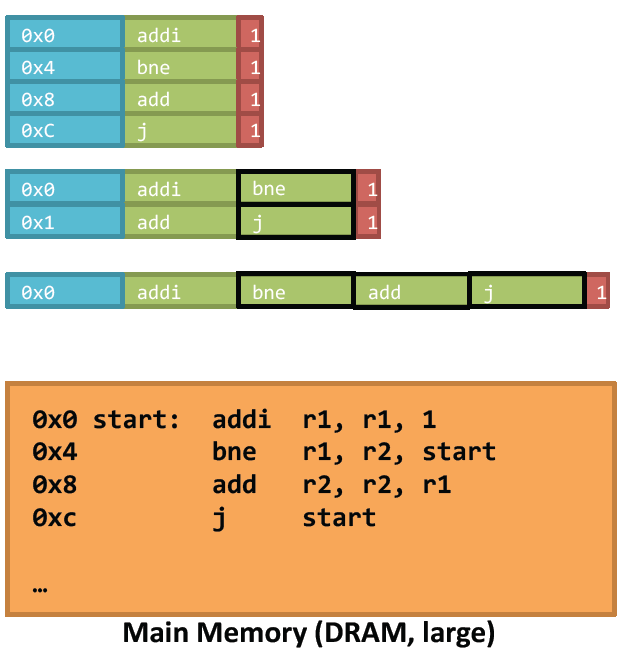 0x0 addi 1
0x4 bne 1
0x8 add 1
0xC j 1
0x0 addi bne 1
0x1 add j 1
0x0 addi bne add j 1
0x0 start: addi r1, r1, 1
0x4 bne r1, r2, start
0x8 add r2, r2, r1
0xc j start
…
Main Memory (DRAM, large)